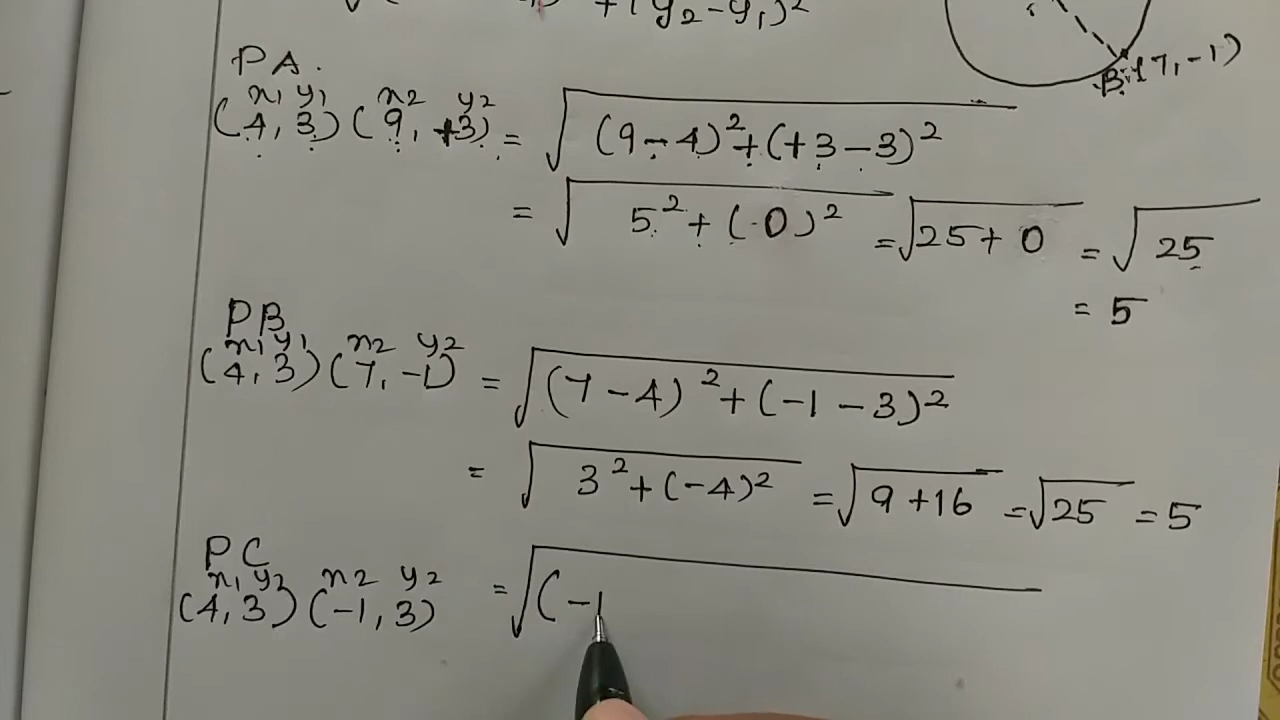 +(y₂-y₁)²
B(7,-1)
PA.
x₁ y₁ x₂ y₂
(4,3)(9,+3) = √(9-4)²+(+3-3)²
= √5²+(0)² = √25+0 = √25
= 5
PB
x₁ y₁ x₂ y₂
(4,3)(7,-1) = √(7-4)²+(-1-3)²
= √3²+(-4)² = √9+16 = √25 = 5
PC
x₁ y₂ x₂ y₂
(4,3)(-1,3) = √(-1